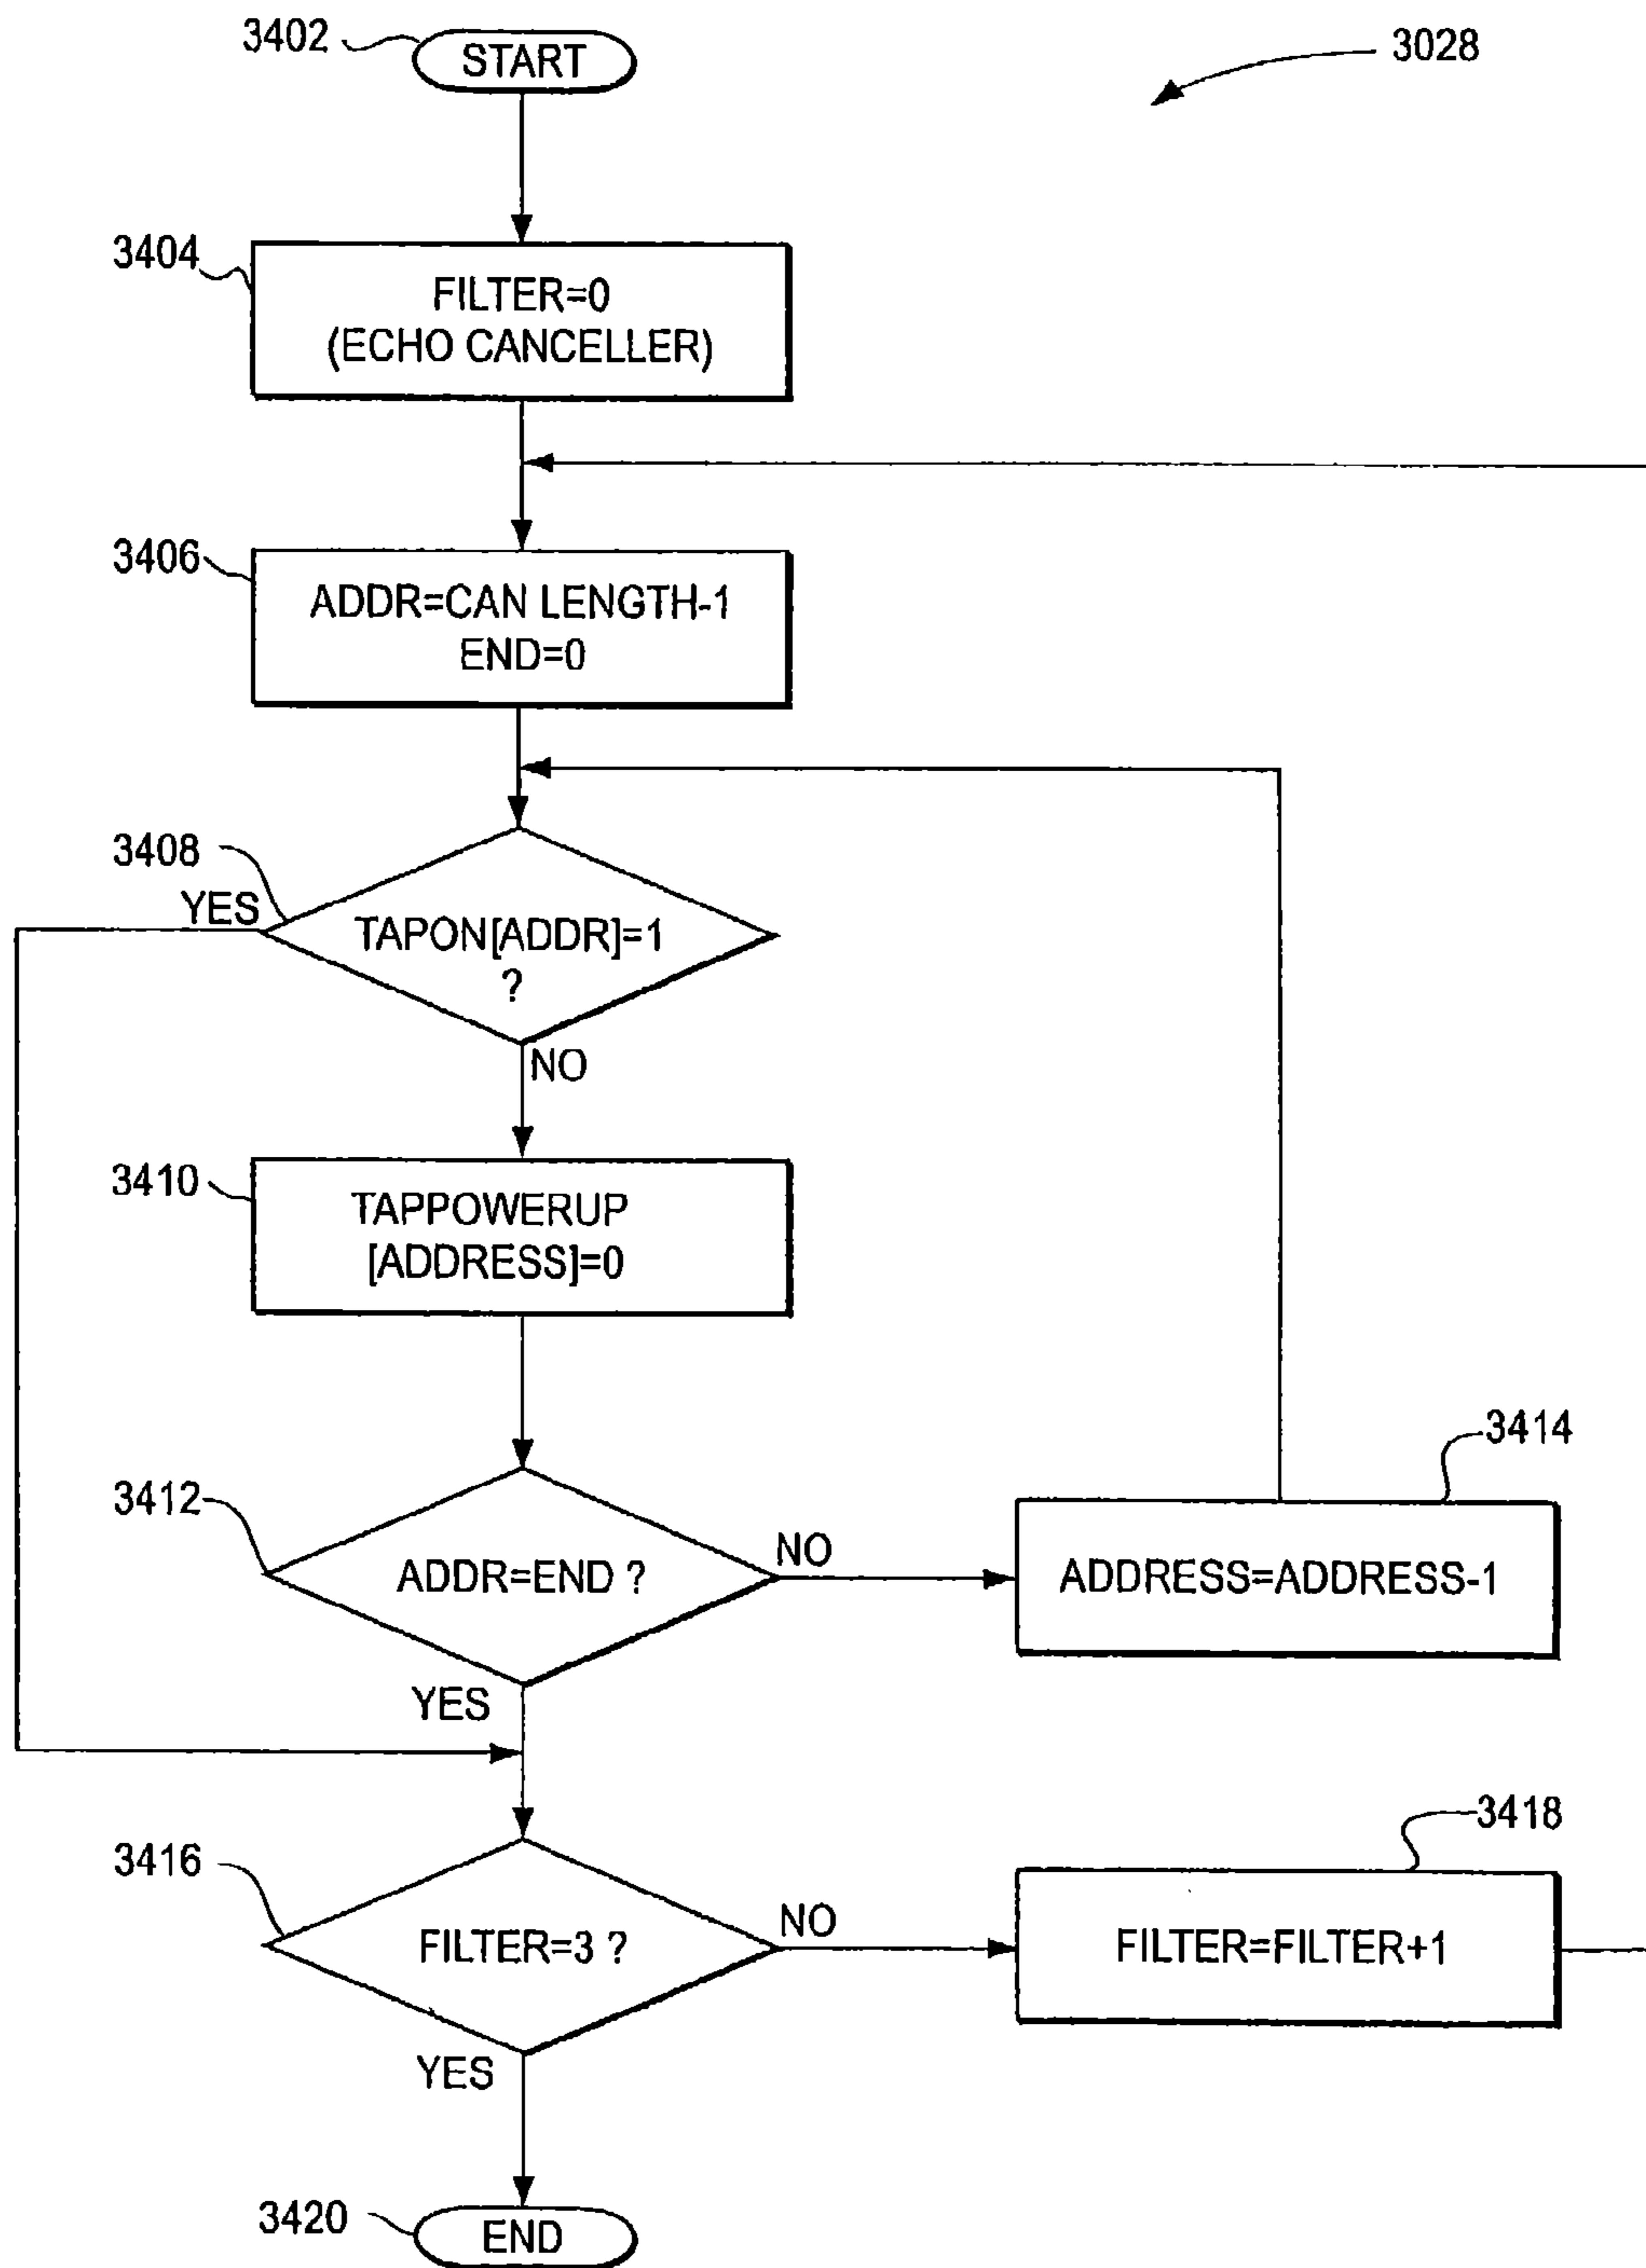 3402
START
3028
3404
FILTER=0
(ECHO CANCELLER)
3406
ADDR=CAN LENGTH-1
END=0
3408
YES
TAPON[ADDR]=1
?
NO
3410
TAPPOWERUP
[ADDRESS]=0
3414
3412
ADDR=END ?
NO
ADDRESS=ADDRESS-1
YES
3418
3416
FILTER=3 ?
NO
FILTER=FILTER+1
YES
3420
END